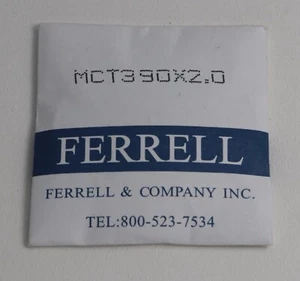 MCT390X2.0
FERRELL
FERRELL & COMPANY INC.
TEL:800-523-7534